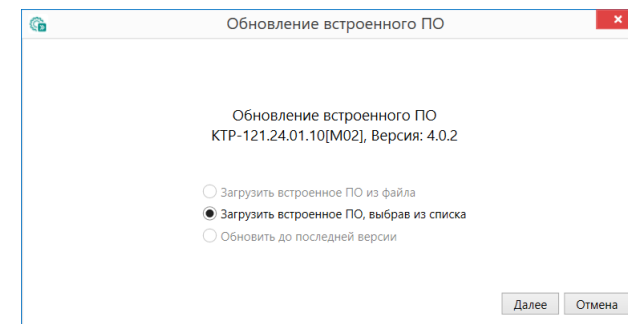 Обновление встроенного ПО
Обновление встроенного ПО
КТР-121.24.01.10[М02], Версия: 4.0.2
Загрузить встроенное ПО из файла
Загрузить встроенное ПО, выбрав из списка
Обновить до последней версии
Далее Отмена